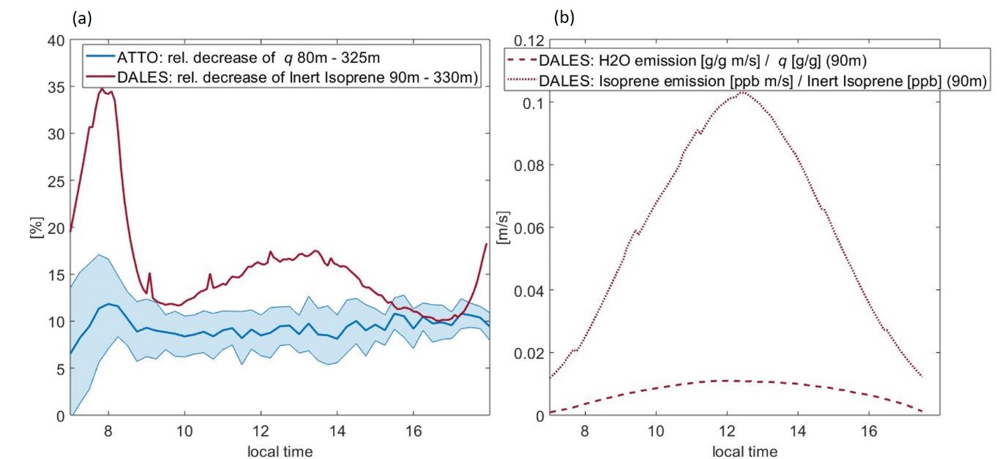 (a)
ATTO: rel. decrease of q 80m - 325m
DALES: rel. decrease of Inert Isoprene 90m - 330m)
40
35
30
25
20
15
10
5
0
[%]
8 10 12 14 16
local time
(b)
DALES: H2O emission [g/g m/s] / q [g/g] (90m)
DALES: Isoprene emission [ppb m/s] / Inert Isoprene [ppb] (90m)
0.12
0.1
0.08
0.06
0.04
0.02
0
[m/s]
8 10 12 14 16
local time